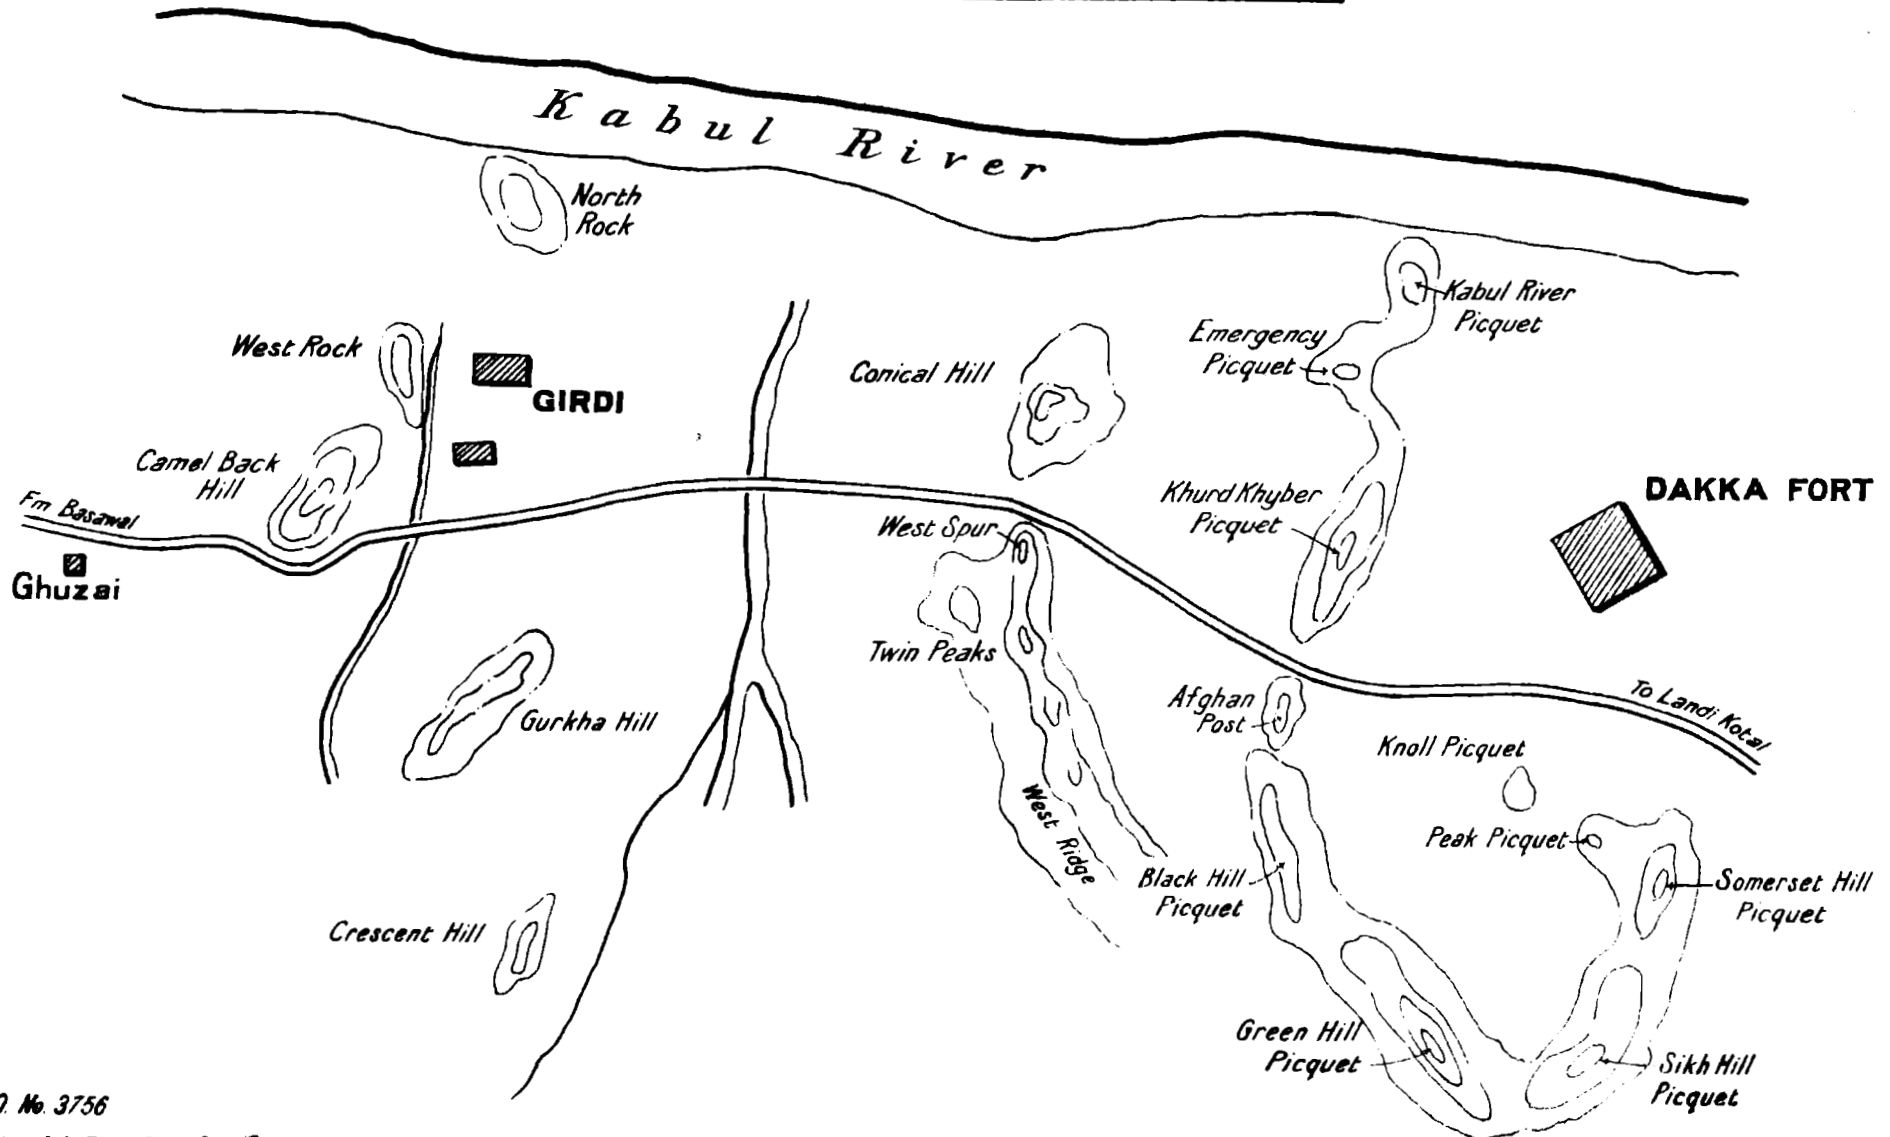 Kabul River
North
Rock
Kabul River
Picquet
Emergency
Picquet
West Rock
GIRDI
Conical Hill
Camel Back
Hill
Khurd Khyber
Picquet
DAKKA FORT
Fm Basawal
West Spur
Ghuzai
Twin Peaks
Afghan
Post
To Landi Kotal
Gurkha Hill
Knoll Picquet
West Ridge
Peak Picquet
Black Hill
Picquet
Somerset Hill
Picquet
Crescent Hill
Green Hill
Picquet
Sikh Hill
Picquet
No. 3756